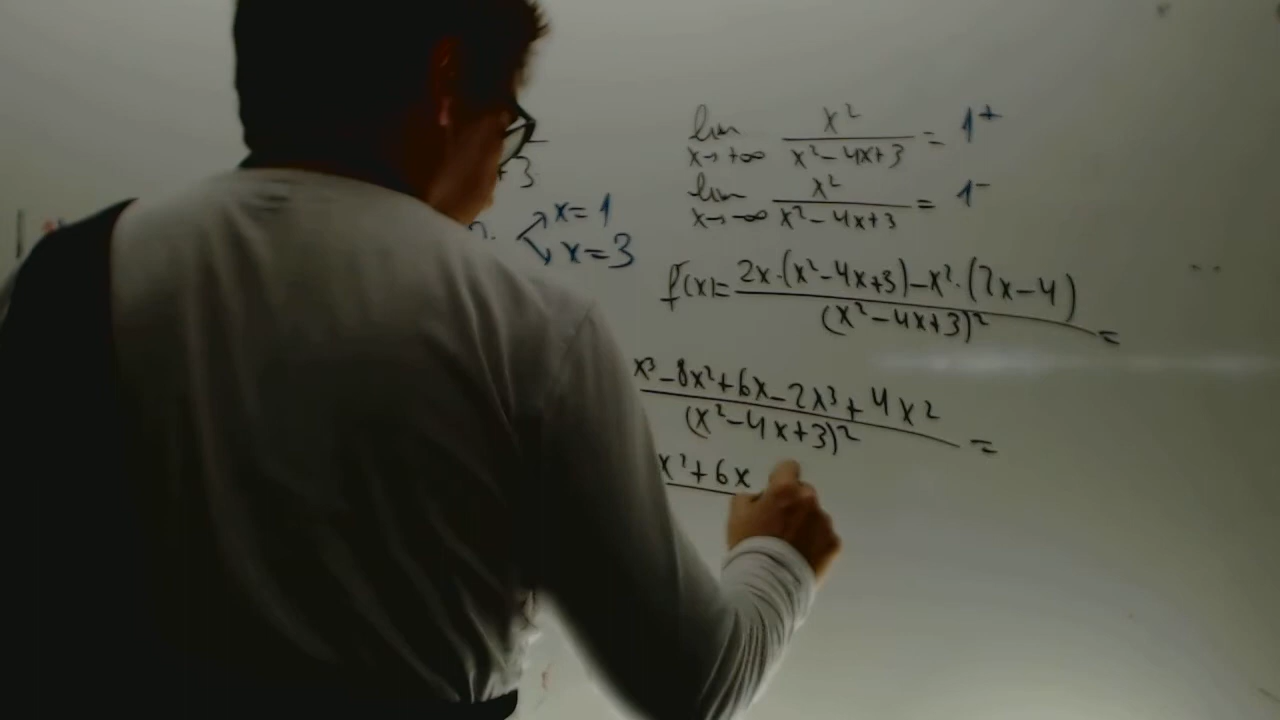 +3
x=1
x=3
lim x→+∞ x²/(x²-4x+3) = 1⁺
lim x→-∞ x²/(x²-4x+3) = 1⁻
f'(x)= (2x·(x²-4x+3)-x²·(2x-4))/(x²-4x+3)² =
x³-8x²+6x-2x³+4x²/(x²-4x+3)² =
x²+6x